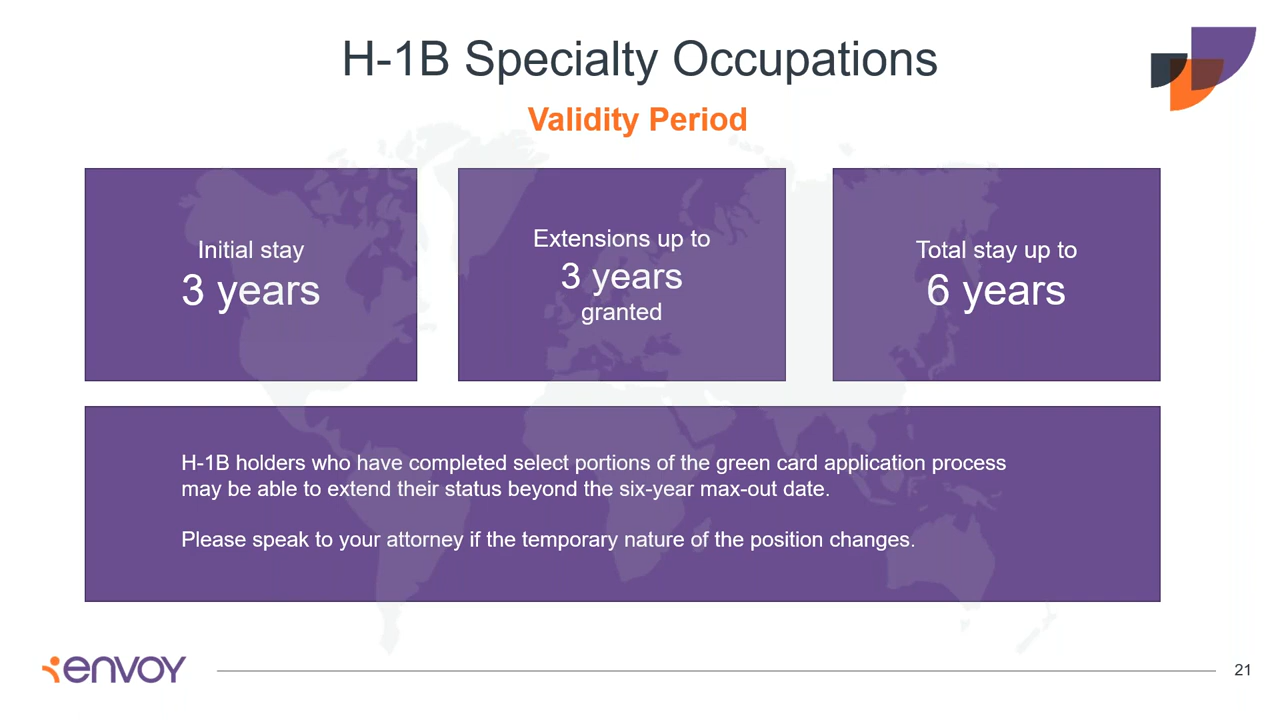 H-1B Specialty Occupations
Validity Period
Initial stay
3 years
Extensions up to
3 years
granted
Total stay up to
6 years
H-1B holders who have completed select portions of the green card application process
may be able to extend their status beyond the six-year max-out date.
Please speak to your attorney if the temporary nature of the position changes.
envoy
21